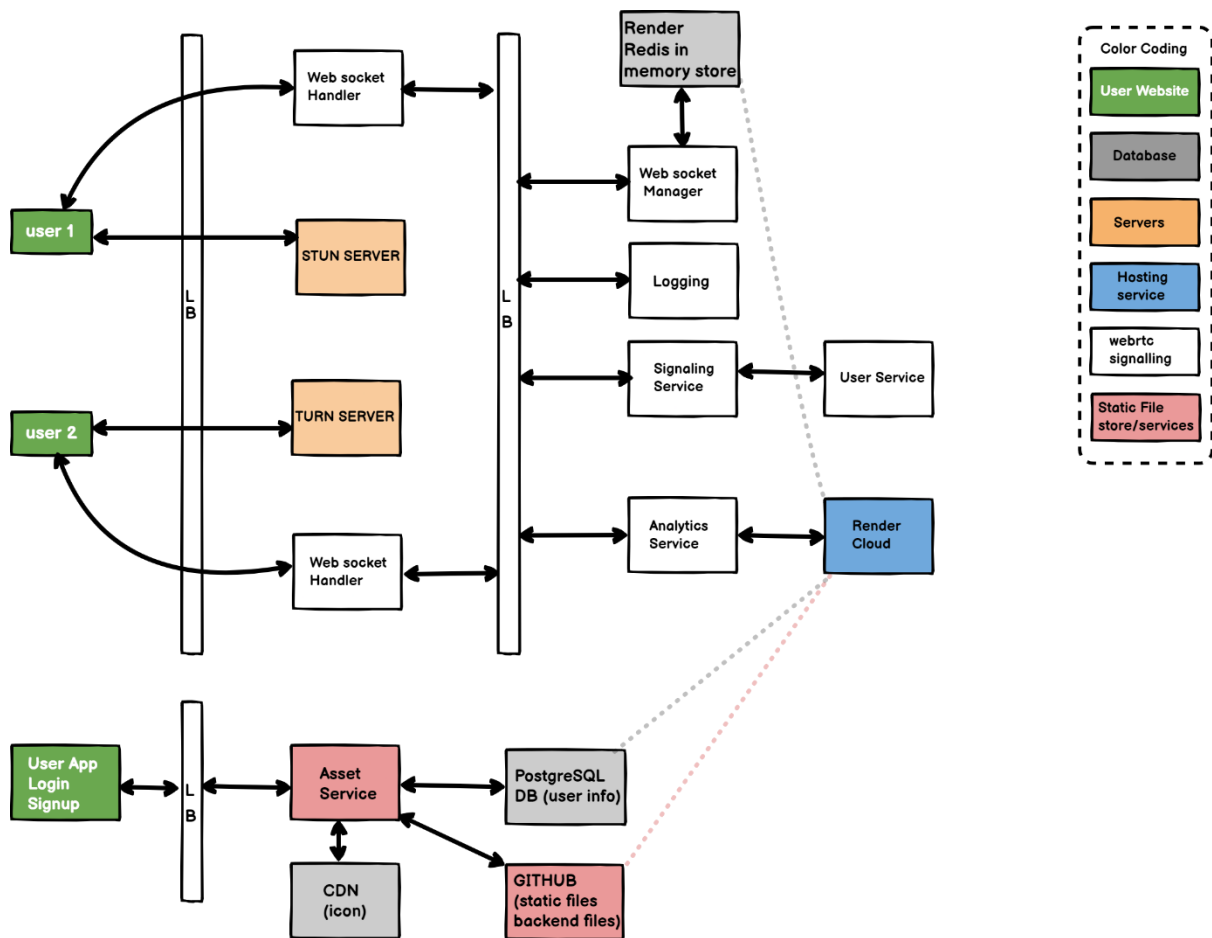 Render
Redis in
memory store
Color Coding
User Website
Database
Servers
Hosting
service
webrtc
signalling
Static File
store/services
Web socket
Handler
Web socket
Manager
user 1
STUN SERVER
L
B
Logging
L
B
Signaling
Service
User Service
TURN SERVER
user 2
Web socket
Handler
Analytics
Service
Render
Cloud
User App
Login
Signup
L
B
Asset
Service
PostgreSQL
DB (user info)
CDN
(icon)
GITHUB
(static files
backend files)